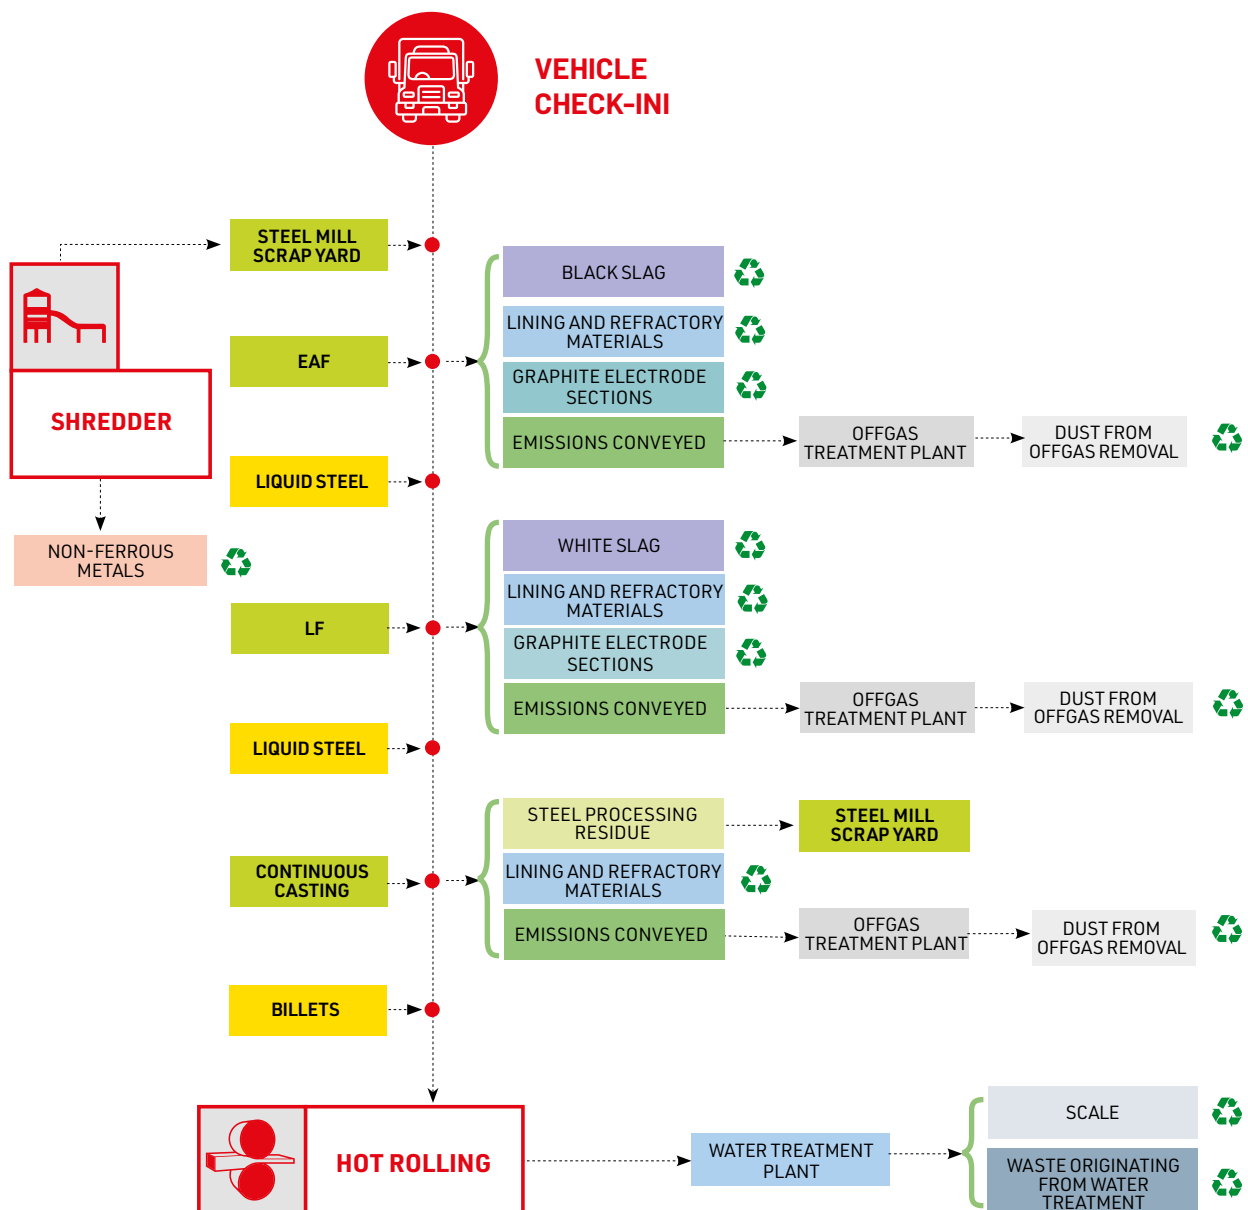 VEHICLE
CHECK-INI
STEEL MILL
SCRAP YARD
BLACK SLAG
LINING AND REFRACTORY
MATERIALS
EAF
GRAPHITE ELECTRODE
SECTIONS
SHREDDER
EMISSIONS CONVEYED
OFFGAS
TREATMENT PLANT
DUST FROM
OFFGAS REMOVAL
LIQUID STEEL
NON-FERROUS
METALS
WHITE SLAG
LINING AND REFRACTORY
MATERIALS
LF
GRAPHITE ELECTRODE
SECTIONS
EMISSIONS CONVEYED
OFFGAS
TREATMENT PLANT
DUST FROM
OFFGAS REMOVAL
LIQUID STEEL
STEEL PROCESSING
RESIDUE
STEEL MILL
SCRAP YARD
CONTINUOUS
CASTING
LINING AND REFRACTORY
MATERIALS
EMISSIONS CONVEYED
OFFGAS
TREATMENT PLANT
DUST FROM
OFFGAS REMOVAL
BILLETS
HOT ROLLING
WATER TREATMENT
PLANT
SCALE
WASTE ORIGINATING
FROM WATER
TREATMENT